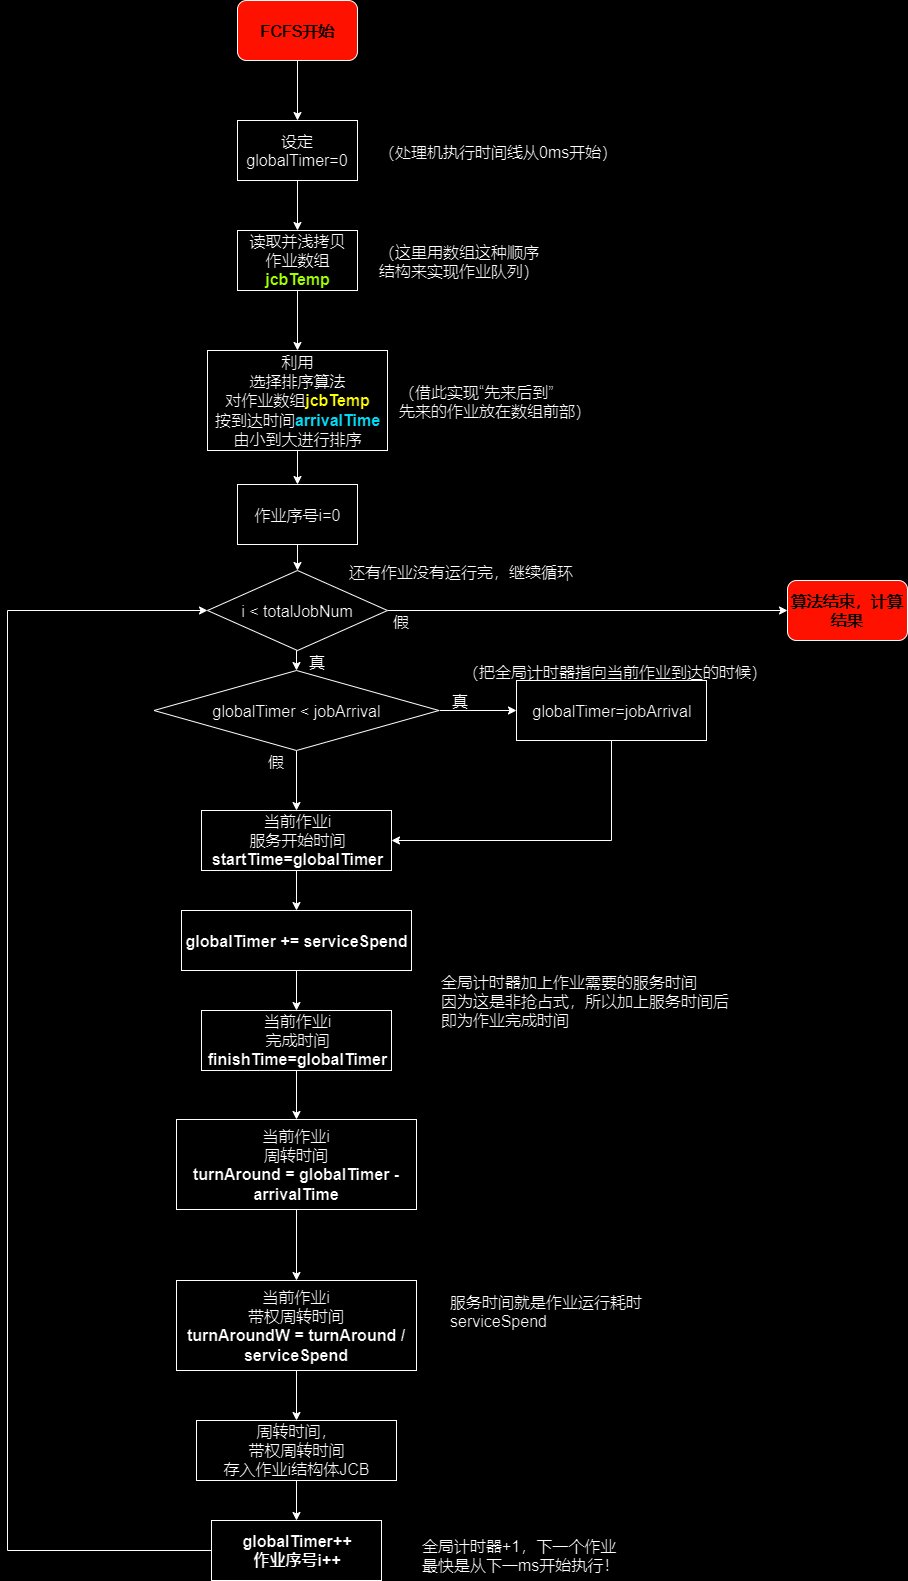 FCFS开始
设定
globalTimer=0
（处理机执行时间线从0ms开始）
读取并浅拷贝
作业数组
jcbTemp
（这里用数组这种顺序
结构来实现作业队列）
利用
选择排序算法
对作业数组jcbTemp
按到达时间arrivalTime
由小到大进行排序
（借此实现“先来后到”
先来的作业放在数组前部）
作业序号i=0
还有作业没有运行完，继续循环
i < totalJobNum
假
算法结束，计算
结果
真
（把全局计时器指向当前作业到达的时候）
globalTimer < jobArrival
真
globalTimer=jobArrival
假
当前作业i
服务开始时间
startTime=globalTimer
globalTimer += serviceSpend
全局计时器加上作业需要的服务时间
因为这是非抢占式，所以加上服务时间后
即为作业完成时间
当前作业i
完成时间
finishTime=globalTimer
当前作业i
周转时间
turnAround = globalTimer -
arrivalTime
当前作业i
带权周转时间
turnAroundW = turnAround /
serviceSpend
服务时间就是作业运行耗时
serviceSpend
周转时间，
带权周转时间
存入作业i结构体JCB
globalTimer++
作业序号i++
全局计时器+1，下一个作业
最快是从下一ms开始执行！